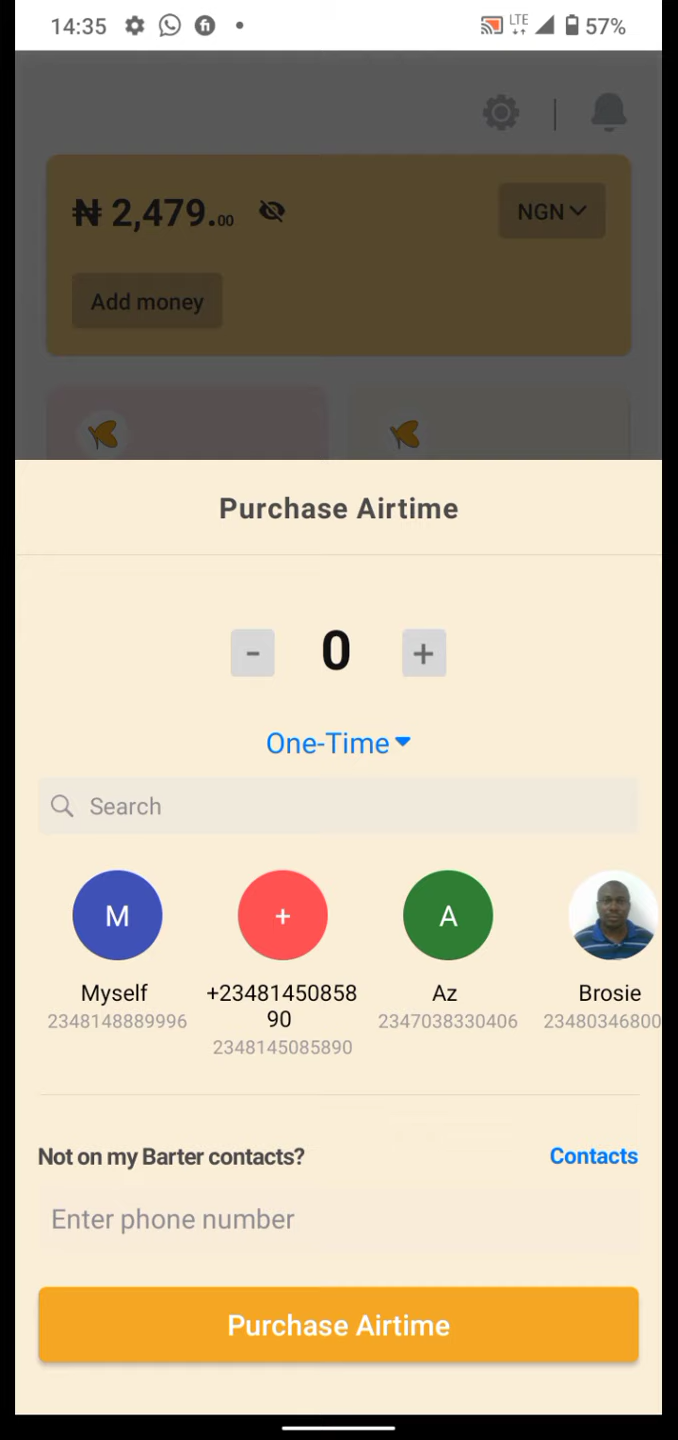 14:35 LTE 57%
₦ 2,479.00 NGN
Add money
Purchase Airtime
- 0 +
One-Time
Search
M + A
Myself +23481450858 Az Brosie
90
2348148889996 2347038330406 23480346800
2348145085890
Not on my Barter contacts? Contacts
Enter phone number
Purchase Airtime